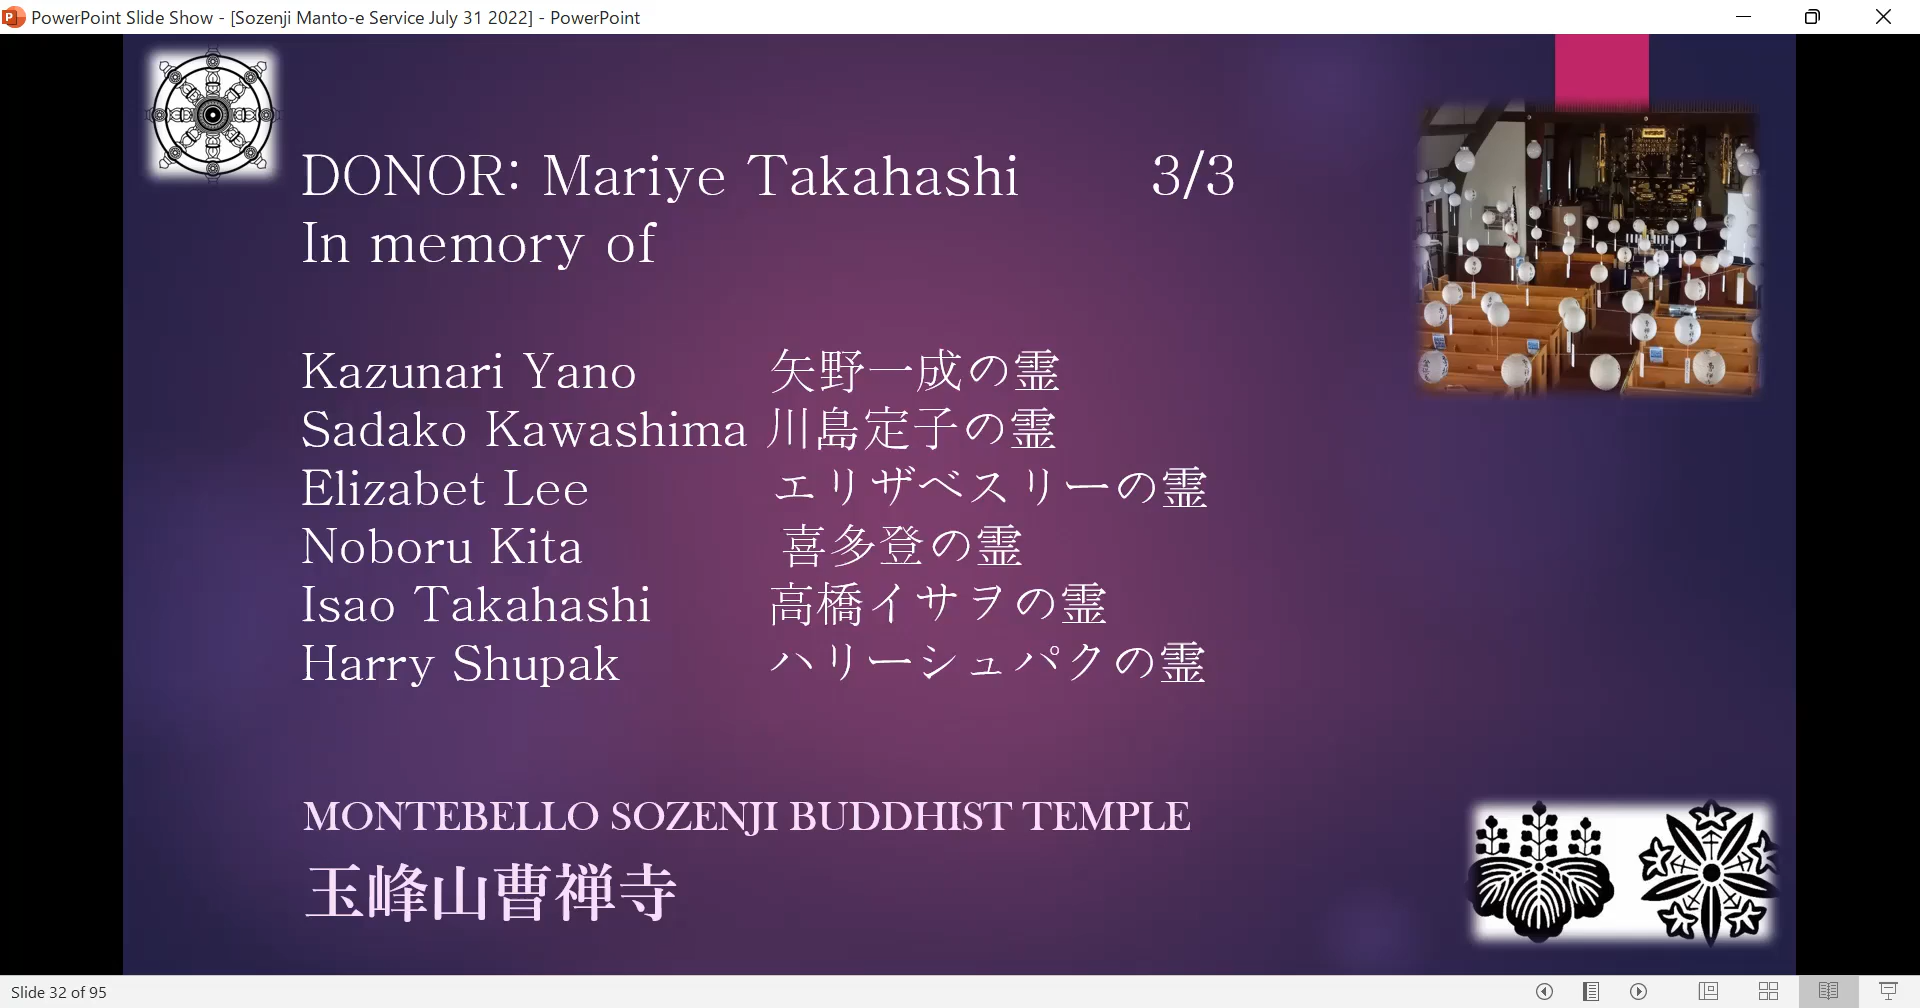 PowerPoint Slide Show - [Sozenji Manto-e Service July 31 2022] - PowerPoint
DONOR: Mariye Takahashi 3/3
In memory of
Kazunari Yano 矢野一成の霊
Sadako Kawashima 川島定子の霊
Elizabet Lee エリザベスリーの霊
Noboru Kita 喜多登の霊
Isao Takahashi 高橋イサヲの霊
Harry Shupak ハリーシュパクの霊
MONTEBELLO SOZENJI BUDDHIST TEMPLE
玉峰山曹禅寺
Slide 32 of 95